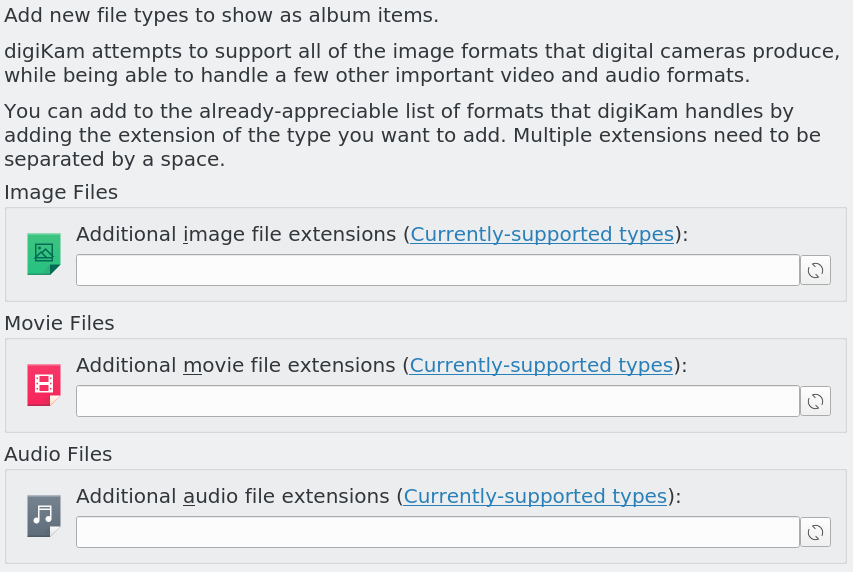 Add new file types to show as album items.
digiKam attempts to support all of the image formats that digital cameras produce,
while being able to handle a few other important video and audio formats.
You can add to the already-appreciable list of formats that digiKam handles by
adding the extension of the type you want to add. Multiple extensions need to be
separated by a space.
Image Files
Additional image file extensions (Currently-supported types):
Movie Files
Additional movie file extensions (Currently-supported types):
Audio Files
Additional audio file extensions (Currently-supported types):